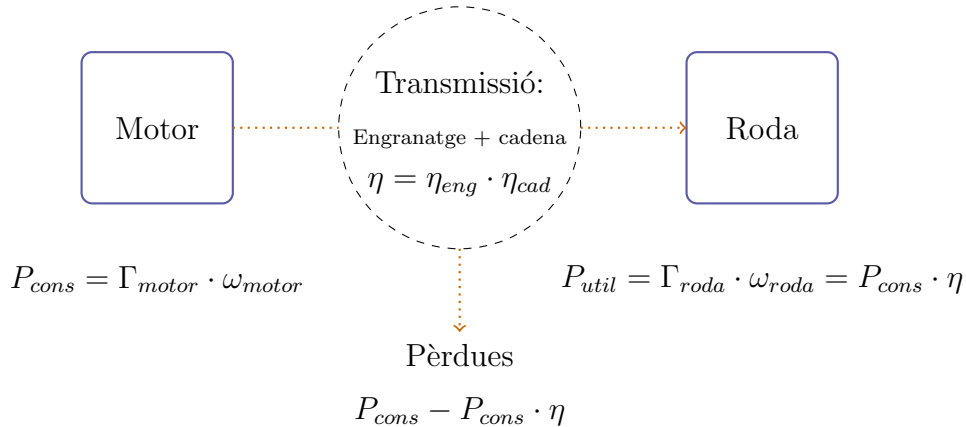 Motor
Transmissió:
Engranatge + cadena
η = η_eng · η_cad
Roda
P_cons = Γ_motor · ω_motor
P_util = Γ_roda · ω_roda = P_cons · η
Pèrdues
P_cons − P_cons · η